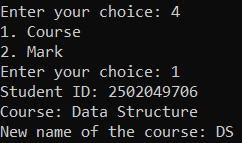 Enter your choice: 4
1. Course
2. Mark
Enter your choice: 1
Student ID: 2502049706
Course: Data Structure
New name of the course: DS